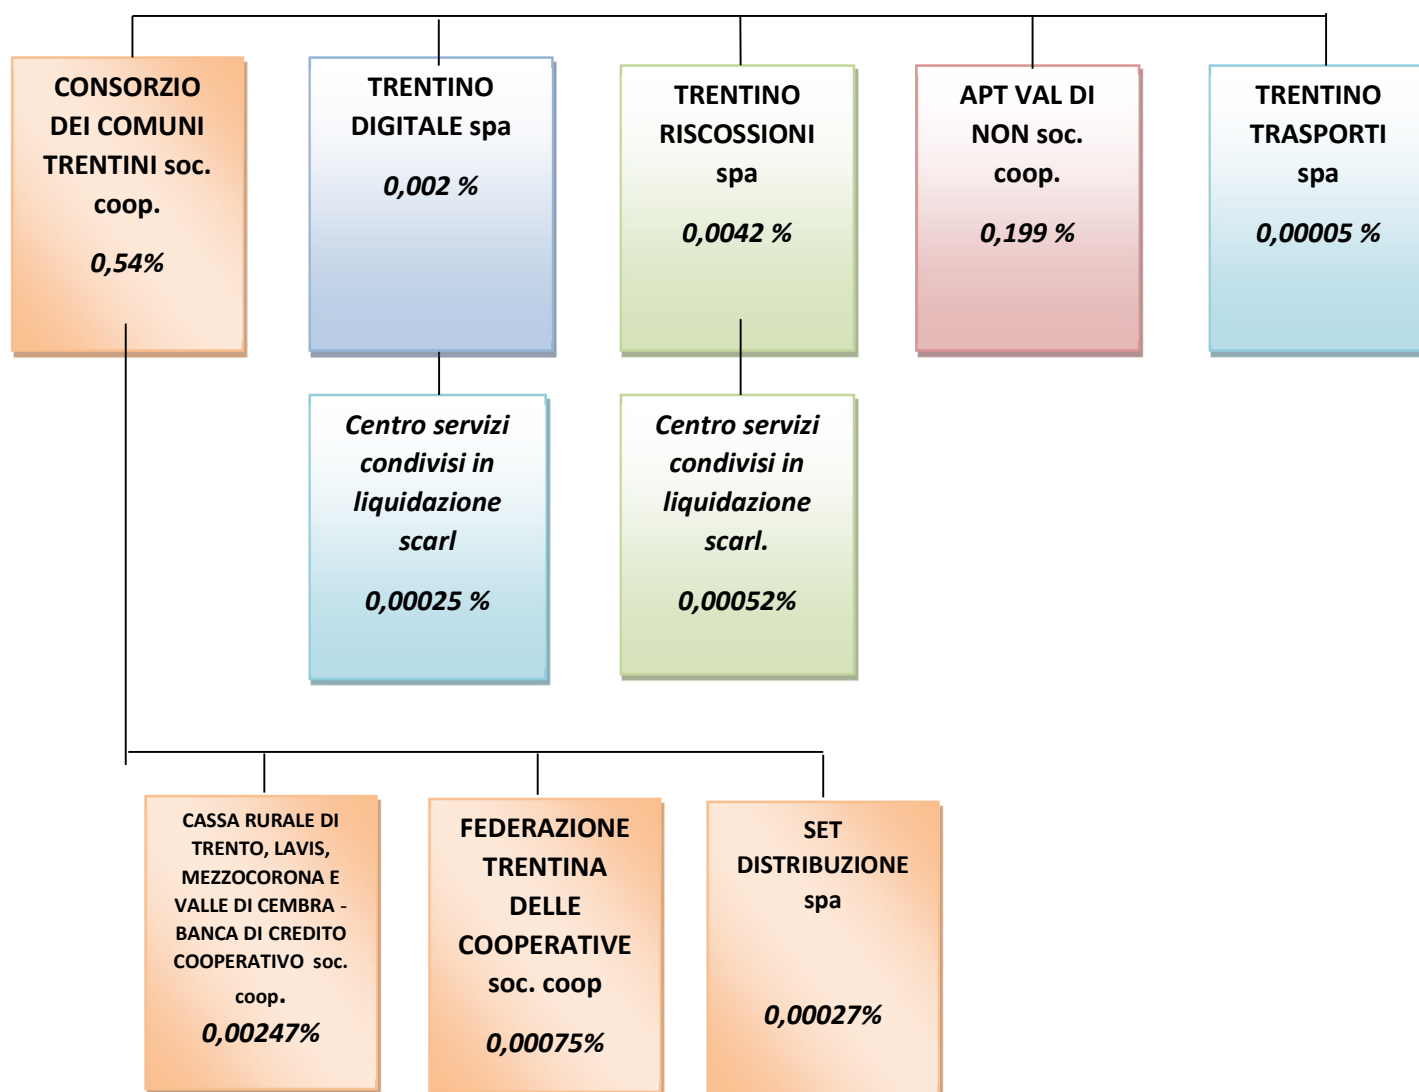 CONSORZIO
DEI COMUNI
TRENTINI soc.
coop.
0,54%
TRENTINO
DIGITALE spa
0,002 %
TRENTINO
RISCOSSIONI
spa
0,0042 %
APT VAL DI
NON soc.
coop.
0,199 %
TRENTINO
TRASPORTI
spa
0,00005 %
Centro servizi
condivisi in
liquidazione
scarl
0,00025 %
Centro servizi
condivisi in
liquidazione
scarl.
0,00052%
CASSA RURALE DI
TRENTO, LAVIS,
MEZZOCORONA E
VALLE DI CEMBRA -
BANCA DI CREDITO
COOPERATIVO soc.
coop.
0,00247%
FEDERAZIONE
TRENTINA
DELLE
COOPERATIVE
soc. coop
0,00075%
SET
DISTRIBUZIONE
spa
0,00027%